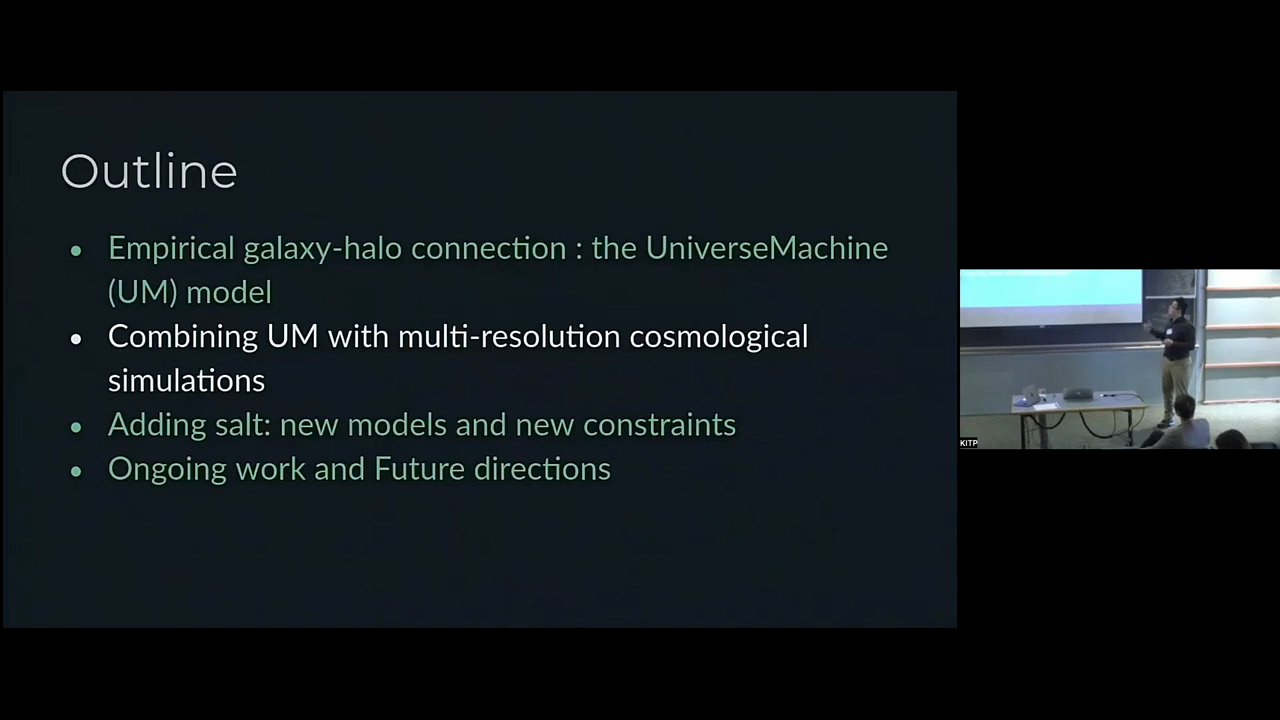 Outline
• Empirical galaxy-halo connection : the UniverseMachine
(UM) model
• Combining UM with multi-resolution cosmological
simulations
• Adding salt: new models and new constraints
• Ongoing work and Future directions
KITP